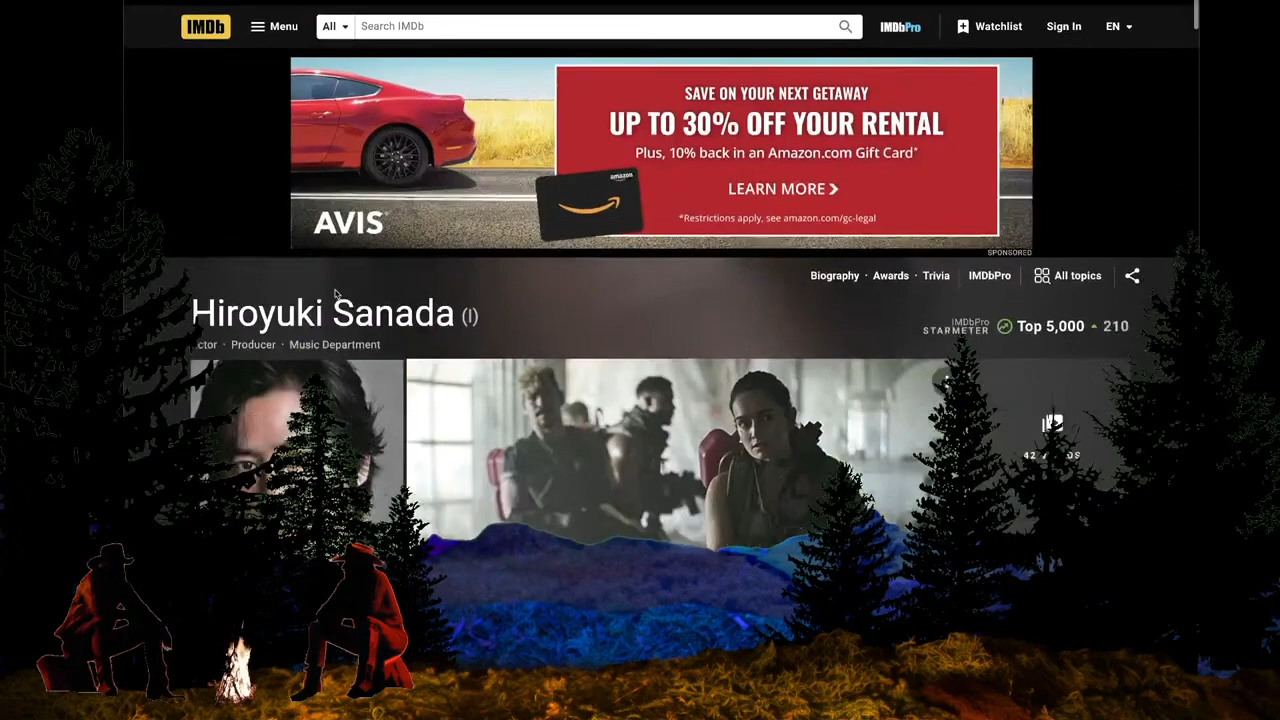 IMDb Menu All Search IMDb IMDbPro Watchlist Sign In EN
SAVE ON YOUR NEXT GETAWAY
UP TO 30% OFF YOUR RENTAL
Plus, 10% back in an Amazon.com Gift Card*
amazon
LEARN MORE
AVIS
*Restrictions apply, see amazon.com/gc-legal
SPONSORED
Biography · Awards · Trivia IMDbPro All topics
Hiroyuki Sanada (I)
ctor · Producer · Music Department
IMDbPro
STARMETER Top 5,000 210
42